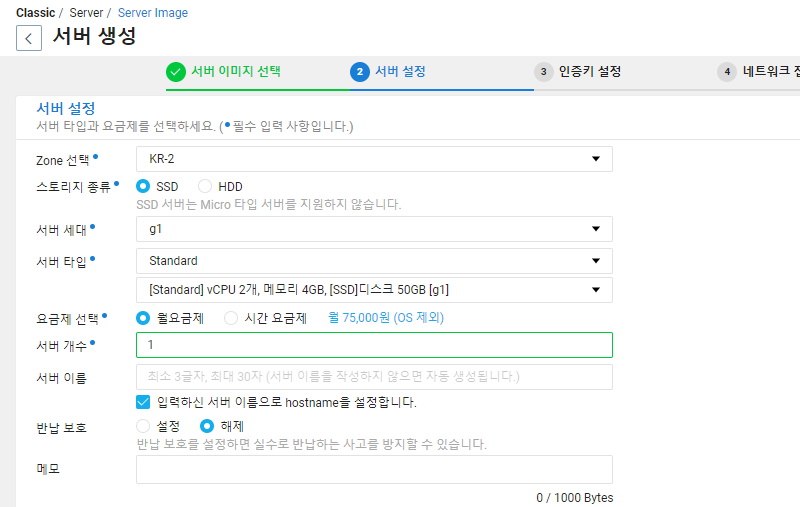 Classic / Server / Server Image
서버 생성
서버 이미지 선택 2 서버 설정 3 인증키 설정 4 네트워크
서버 설정
서버 타입과 요금제를 선택하세요. (• 필수 입력 사항입니다.)
Zone 선택• KR-2
스토리지 종류• SSD HDD
SSD 서버는 Micro 타입 서버를 지원하지 않습니다.
서버 세대• g1
서버 타입• Standard
[Standard] vCPU 2개, 메모리 4GB, [SSD]디스크 50GB [g1]
요금제 선택• 월요금제 시간 요금제 월 75,000원 (OS 제외)
서버 개수• 1
서버 이름 최소 3글자, 최대 30자 (서버 이름을 작성하지 않으면 자동 생성됩니다.)
입력하신 서버 이름으로 hostname을 설정합니다.
반납 보호 설정 해제
반납 보호를 설정하면 실수로 반납하는 사고를 방지할 수 있습니다.
메모
0 / 1000 Bytes